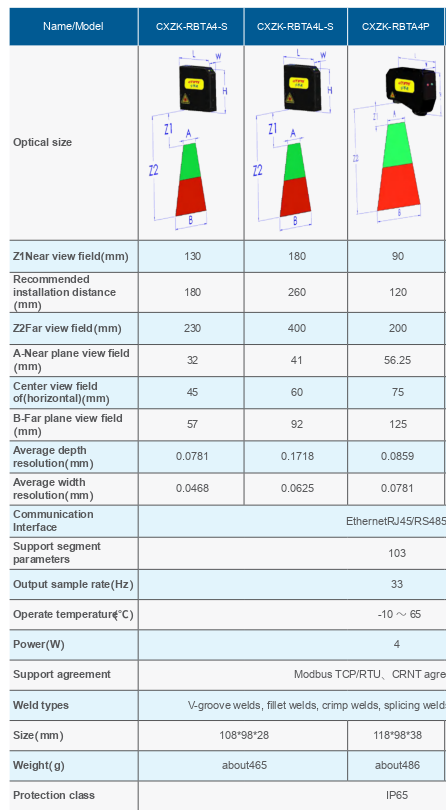 Name/Model CXZK-RBTA4-S CXZK-RBTA4L-S CXZK-RBTA4P
Optical size
L W H Z1 A Z2 B
L W H Z1 A Z2 B
Z1 A Z2 B
Z1Near view field(mm) 130 180 90
Recommended
installation distance
(mm)
180 260 120
Z2Far view field(mm) 230 400 200
A-Near plane view field
(mm)
32 41 56.25
Center view field
of(horizontal)(mm)
45 60 75
B-Far plane view field
(mm)
57 92 125
Average depth
resolution(mm)
0.0781 0.1718 0.0859
Average width
resolution(mm)
0.0468 0.0625 0.0781
Communication
Interface
EthernetRJ45/RS485
Support segment
parameters
103
Output sample rate(Hz) 33
Operate temperature(℃) -10 ～ 65
Power(W) 4
Support agreement Modbus TCP/RTU、CRNT agre
Weld types V-groove welds, fillet welds, crimp welds, splicing welds
Size(mm) 108*98*28 118*98*38
Weight(g) about465 about486
Protection class IP65